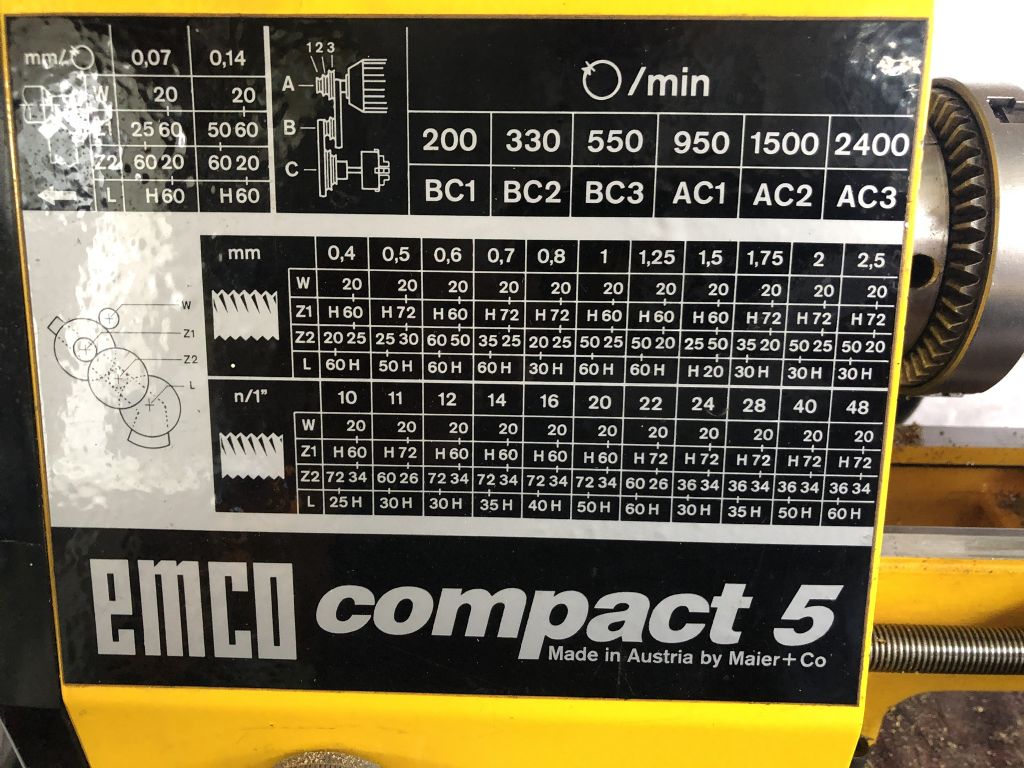 mm/ 0,07 0,14
W 20 20
Z1 25 60 50 60
Z2 60 20 60 20
L H 60 H 60
1 2 3
A
B
C
/min
200 330 550 950 1500 2400
BC1 BC2 BC3 AC1 AC2 AC3
W
Z1
Z2
L
mm 0,4 0,5 0,6 0,7 0,8 1 1,25 1,5 1,75 2 2,5
W 20 20 20 20 20 20 20 20 20 20 20
Z1 H 60 H 72 H 60 H 72 H 60 H 60 H 60 H 72 H 72 H 72 H 72
Z2 20 25 25 30 60 50 35 25 20 25 50 25 50 20 25 50 35 20 50 25 50 20
L 60 H 50 H 60 H 60 H 30 H 60 H 60 H H 20 30 H 30 H 30 H
n/1" 10 11 12 14 16 20 22 24 28 40 48
W 20 20 20 20 20 20 20 20 20 20 20
Z1 H 60 H 72 H 60 H 60 H 60 H 60 H 72 H 72 H 72 H 72 H 72
Z2 72 34 60 26 72 34 72 34 72 34 72 34 60 26 36 34 36 34 36 34 36 34
L 25 H 30 H 30 H 35 H 40 H 50 H 60 H 30 H 35 H 50 H 60 H
emco compact 5
Made in Austria by Maier+Co